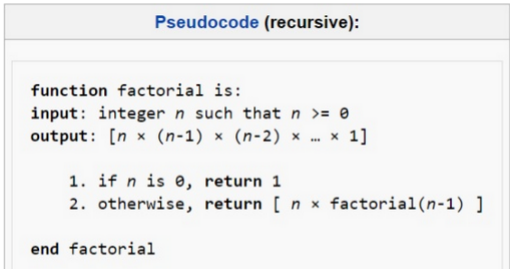 Pseudocode (recursive):
function factorial is:
input: integer n such that n >= 0
output: [n × (n-1) × (n-2) × … × 1]
1. if n is 0, return 1
2. otherwise, return [ n × factorial(n-1) ]
end factorial